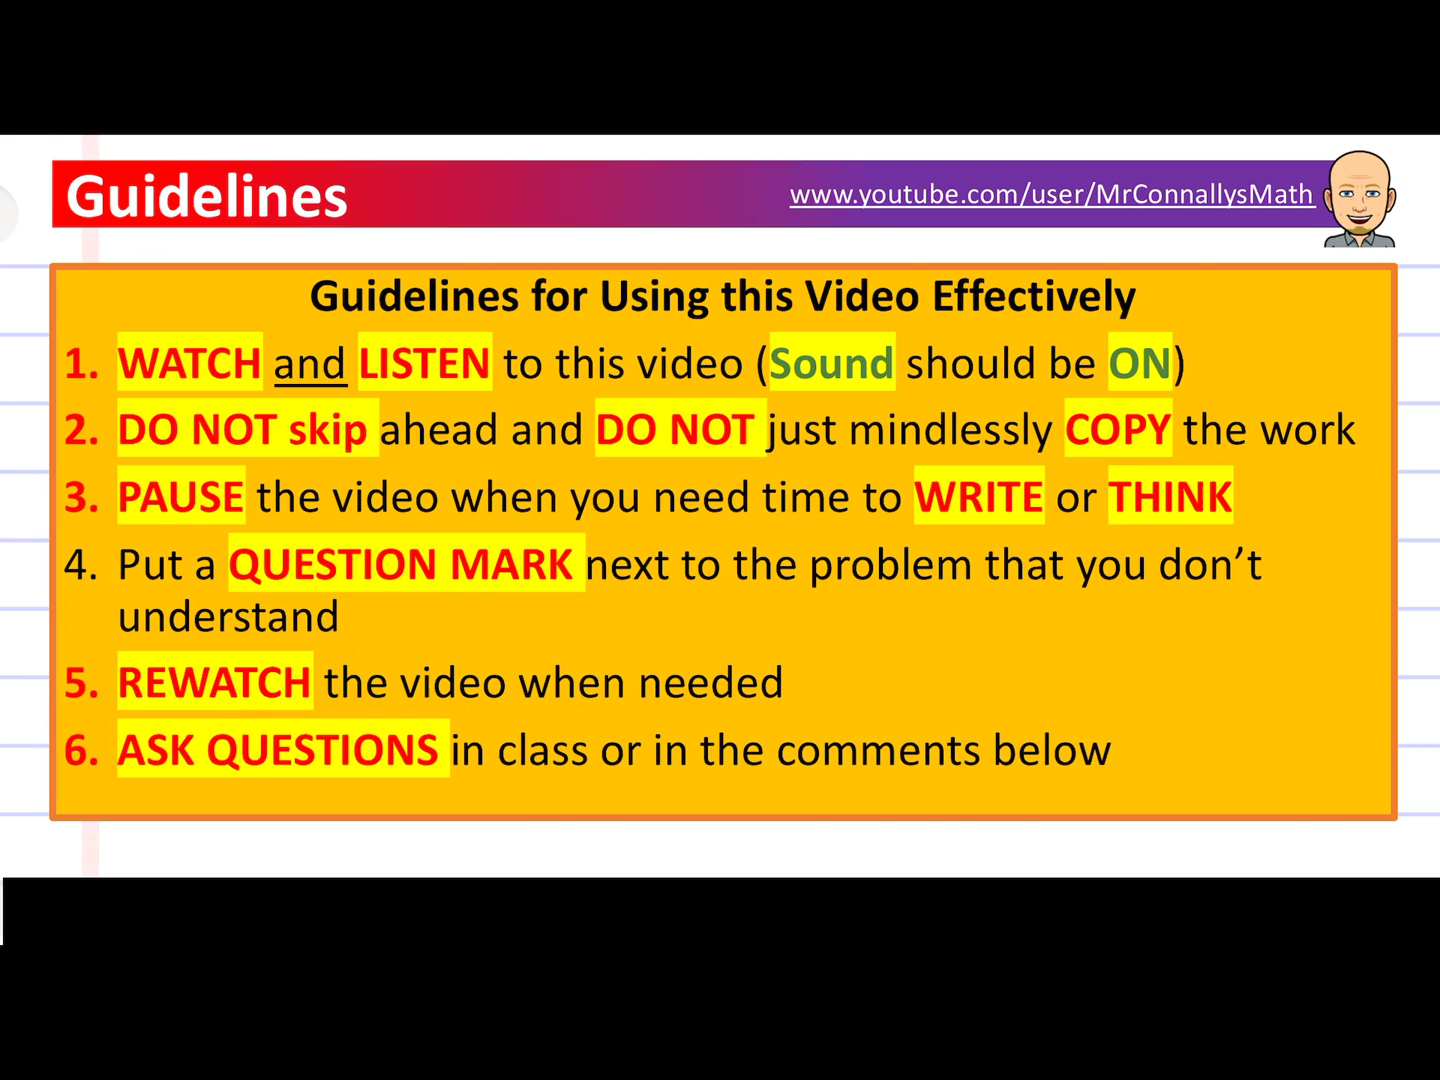 Guidelines
www.youtube.com/user/MrConnallysMath
Guidelines for Using this Video Effectively
1. WATCH and LISTEN to this video (Sound should be ON)
2. DO NOT skip ahead and DO NOT just mindlessly COPY the work
3. PAUSE the video when you need time to WRITE or THINK
4. Put a QUESTION MARK next to the problem that you don’t
understand
5. REWATCH the video when needed
6. ASK QUESTIONS in class or in the comments below